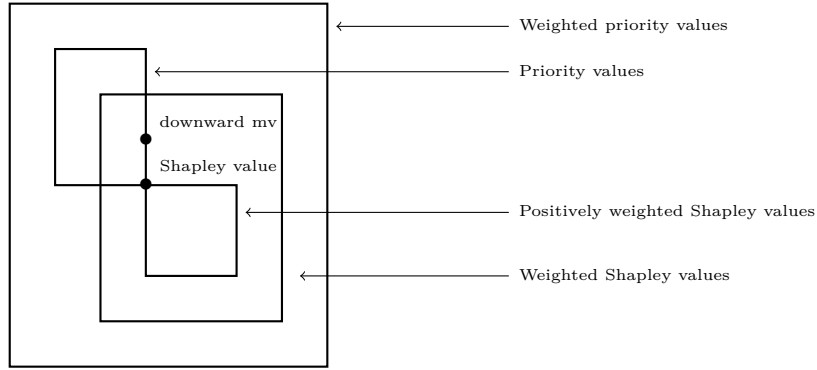 Weighted priority values
Priority values
downward mv
Shapley value
Positively weighted Shapley values
Weighted Shapley values